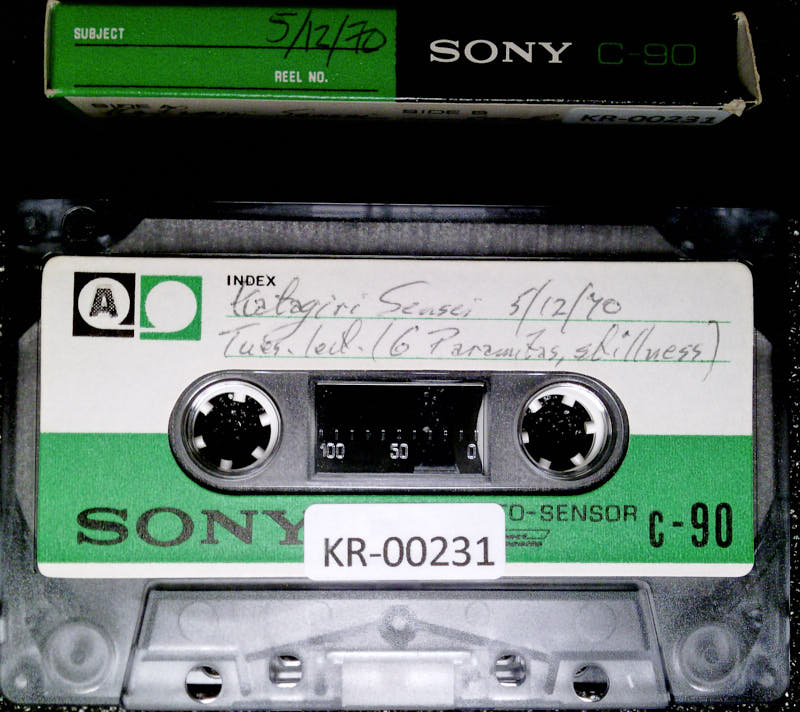 SUBJECT 5/12/70
REEL NO.
SONY C-90
SIDE A SIDE B
KR-00231
A
INDEX
Katagiri Sensei 5/12/70
Tues. lect. (6 Paramitas, stillness)
100 50 0
SONY TO-SENSOR C-90
KR-00231